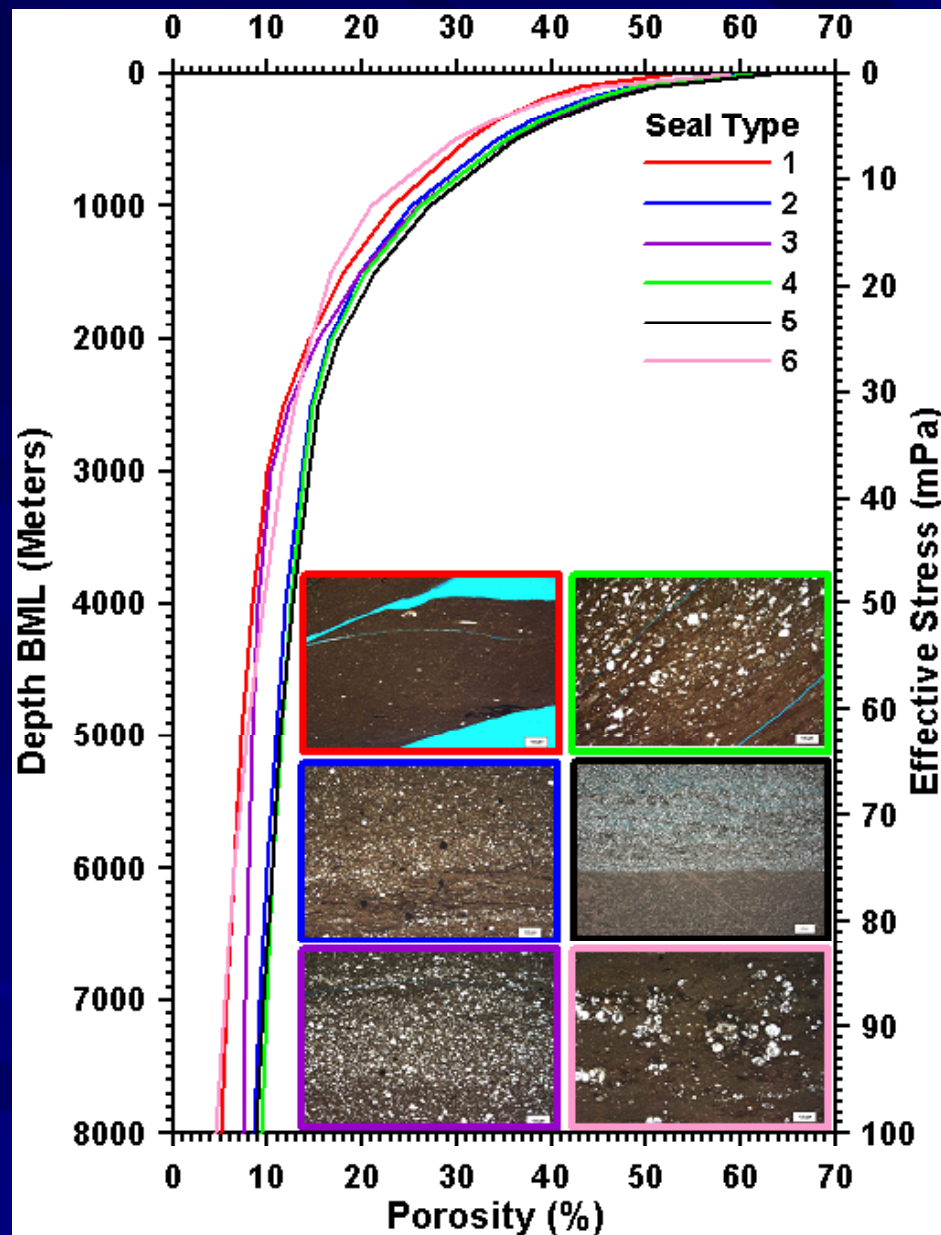 0 10 20 30 40 50 60 70
0 1000 2000 3000 4000 5000 6000 7000 8000
Depth BML (Meters)
Seal Type
1
2
3
4
5
6
0 10 20 30 40 50 60 70 80 90 100
Effective Stress (mPa)
0 10 20 30 40 50 60 70
Porosity (%)